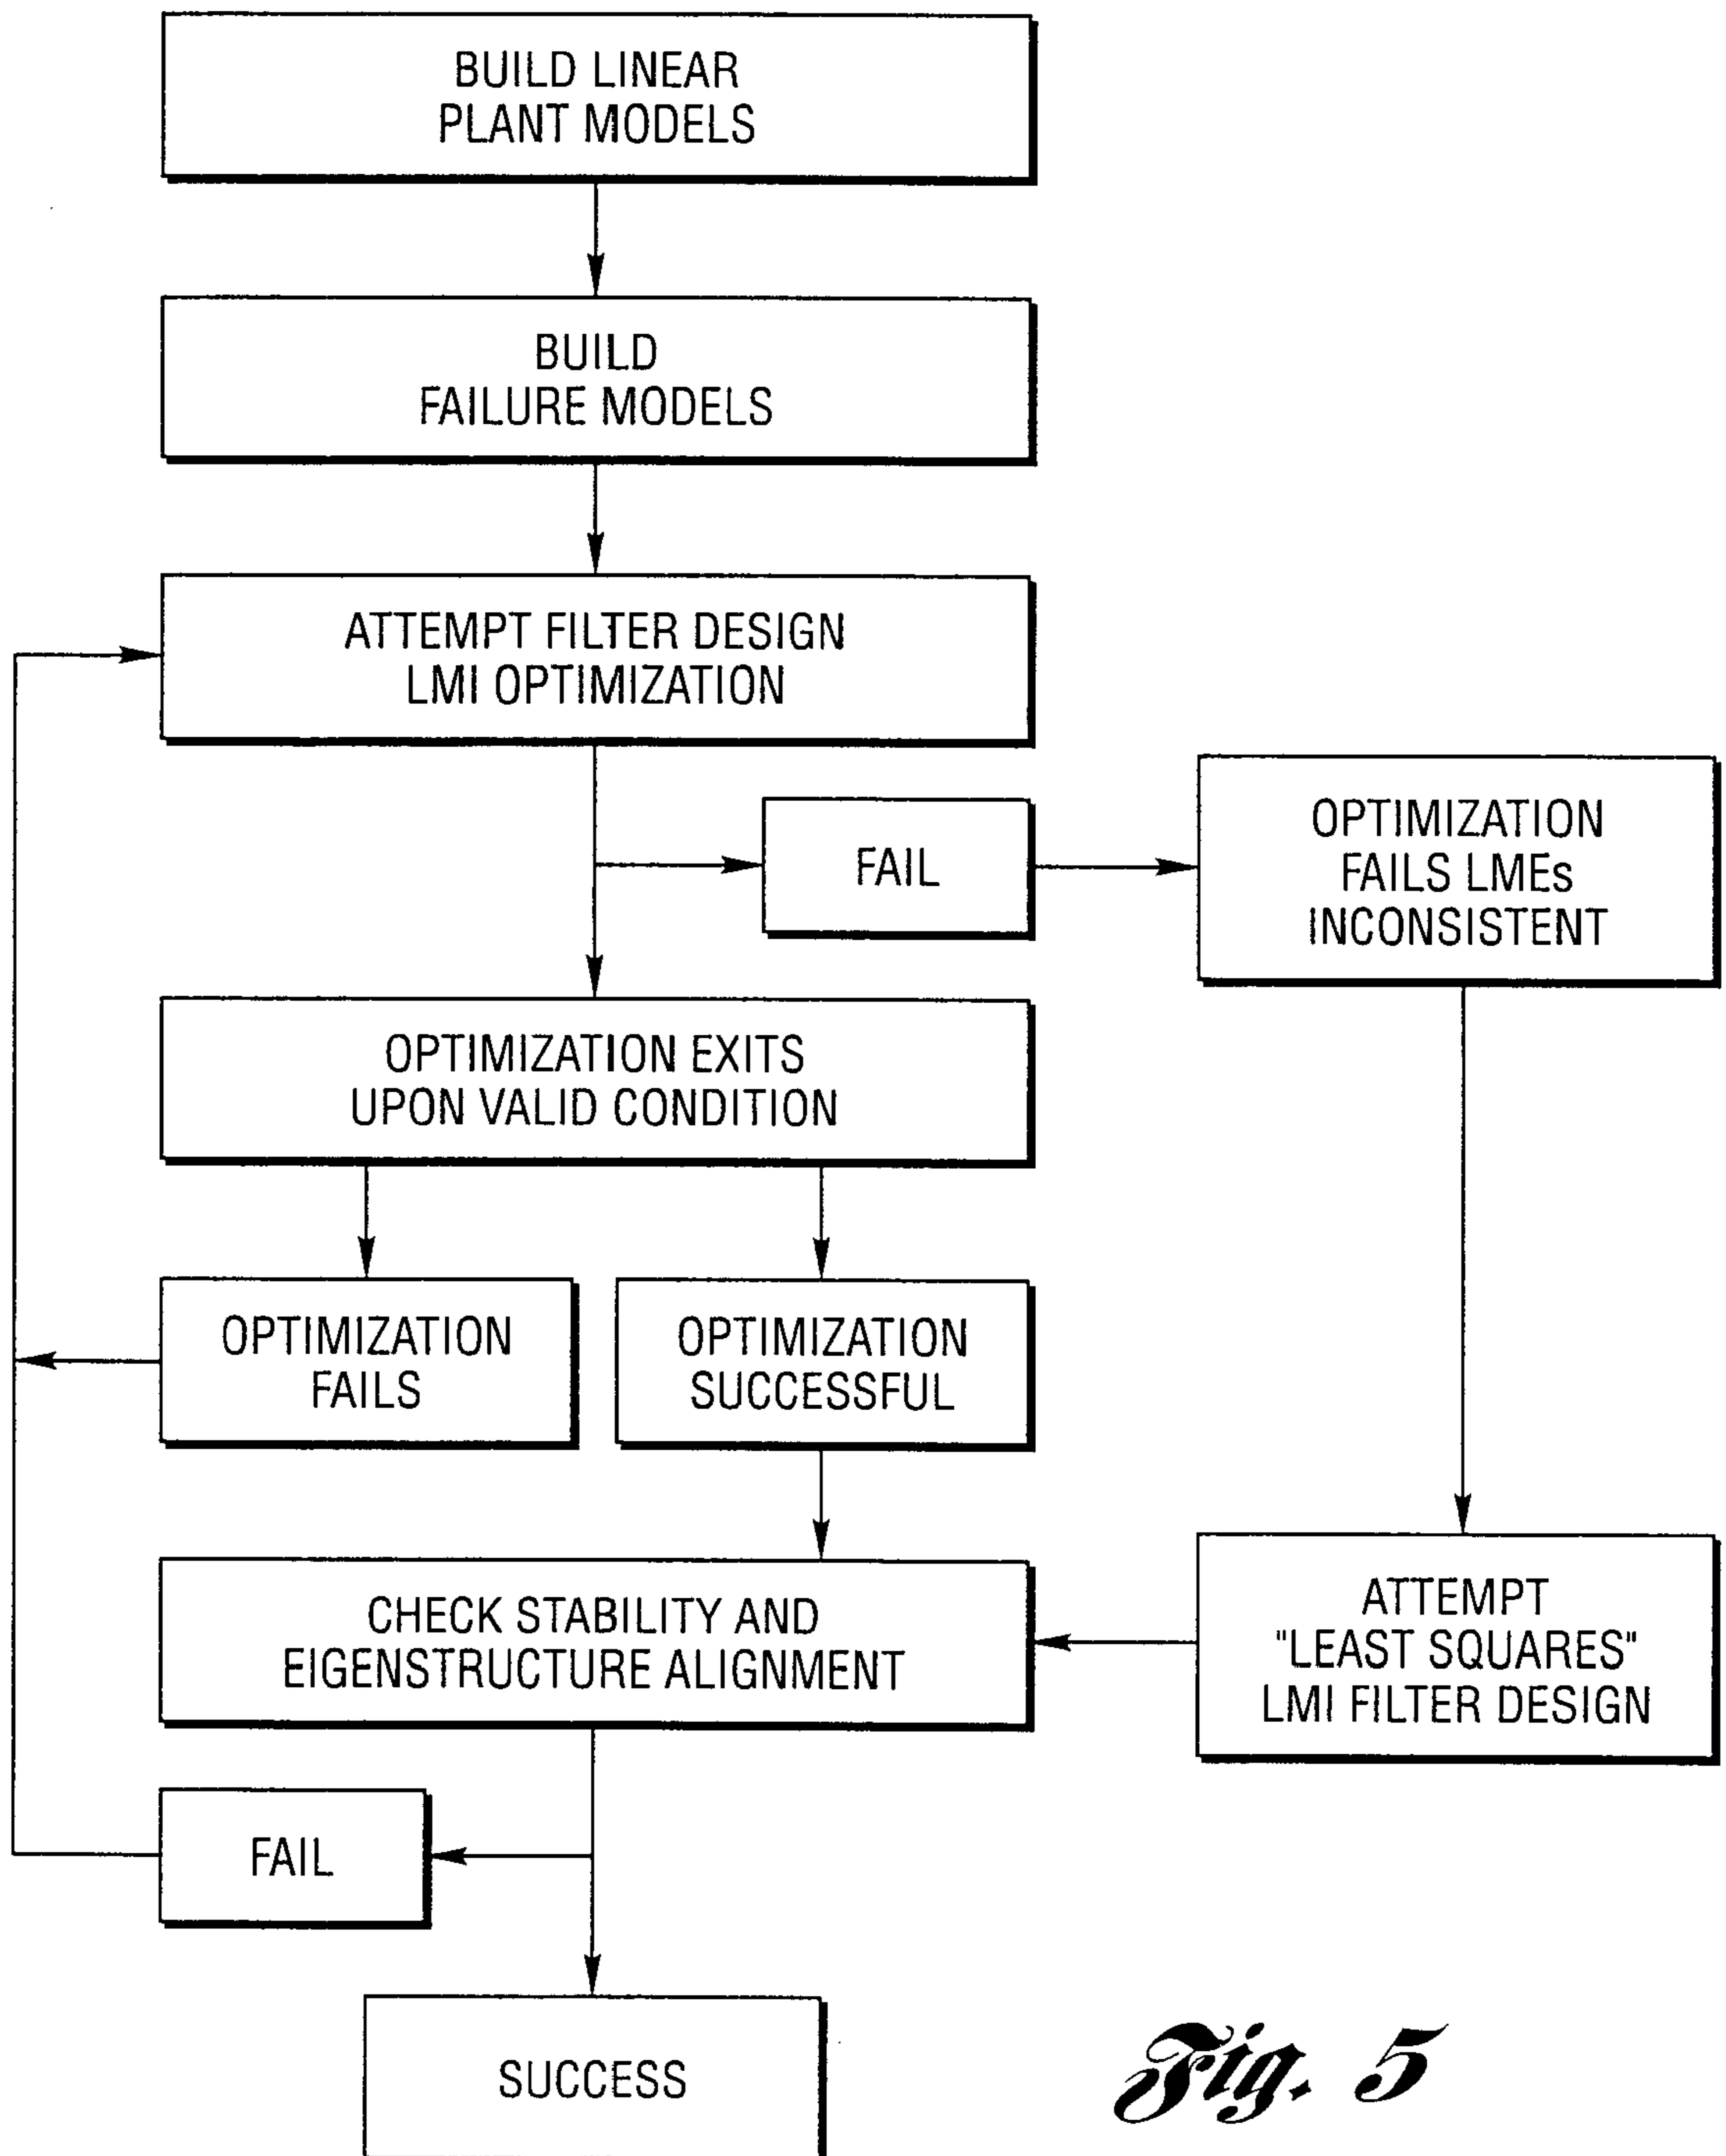 BUILD LINEAR
PLANT MODELS
BUILD
FAILURE MODELS
ATTEMPT FILTER DESIGN
LMI OPTIMIZATION
FAIL
OPTIMIZATION
FAILS LMEs
INCONSISTENT
OPTIMIZATION EXITS
UPON VALID CONDITION
OPTIMIZATION
FAILS
OPTIMIZATION
SUCCESSFUL
CHECK STABILITY AND
EIGENSTRUCTURE ALIGNMENT
ATTEMPT
"LEAST SQUARES"
LMI FILTER DESIGN
FAIL
SUCCESS
Fig. 5